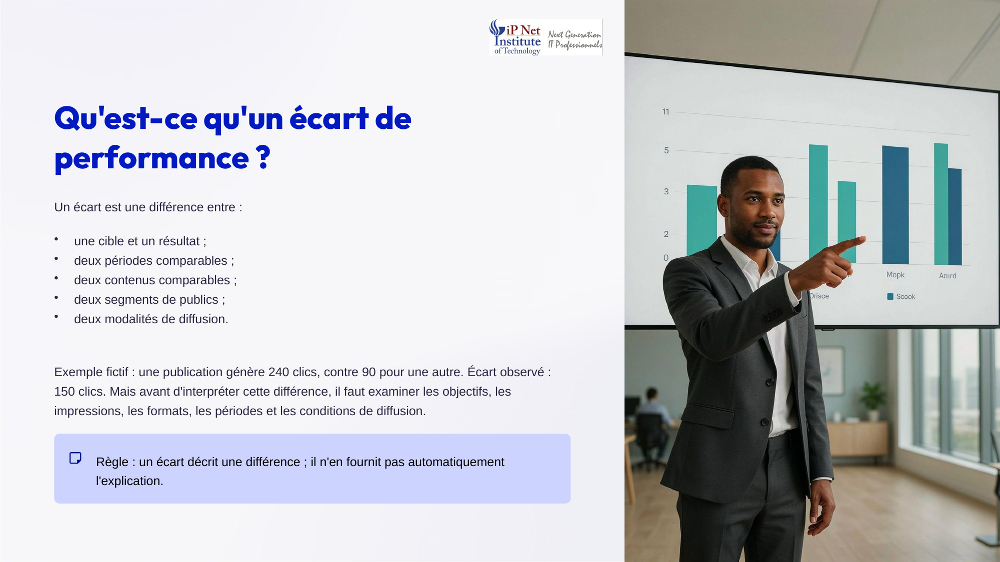 iP Net
Institute
of Technology
Next Generation
IT Professionnels
Qu'est-ce qu'un écart de
performance ?
Un écart est une différence entre :
• une cible et un résultat ;
• deux périodes comparables ;
• deux contenus comparables ;
• deux segments de publics ;
• deux modalités de diffusion.
Exemple fictif : une publication génère 240 clics, contre 90 pour une autre. Écart observé :
150 clics. Mais avant d'interpréter cette différence, il faut examiner les objectifs, les
impressions, les formats, les périodes et les conditions de diffusion.
Règle : un écart décrit une différence ; il n'en fournit pas automatiquement
l'explication.
11
5
3
2
0
Mopk
Scook